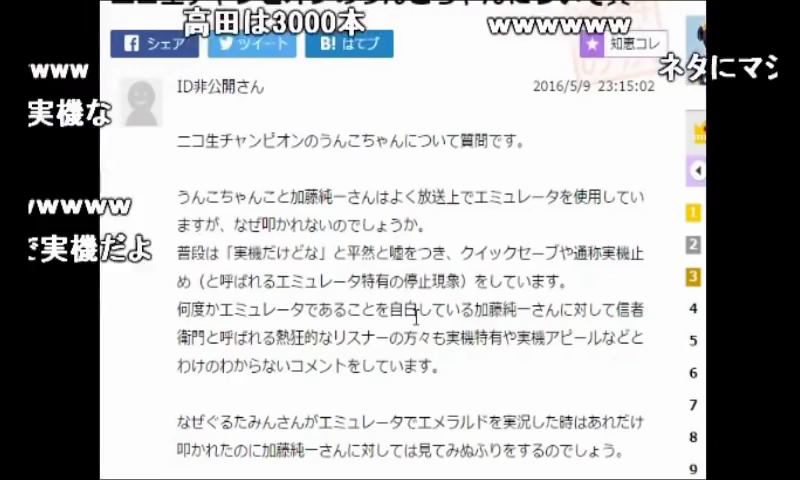 高田は3000本
wwwwwww
シェア
ツイート
B! はてブ
知恵コレ
www
ネタにマジ
ID非公開さん
2016/5/9 23:15:02
実機な
ニコ生チャンピオンのうんこちゃんについて質問です。
うんこちゃんこと加藤純一さんはよく放送上でエミュレータを使用してい
wwww
ますが、なぜ叩かれないのでしょうか。
実機だよ
普段は「実機だけどな」と平然と嘘をつき、クイックセーブや通称実機止
め（と呼ばれるエミュレータ特有の停止現象）をしています。
何度かエミュレータであることを自白している加藤純一さんに対して信者
衛門と呼ばれる熱狂的なリスナーの方々も実機特有や実機アピールなどと
わけのわからないコメントをしています。
なぜぐるたみんさんがエミュレータでエメラルドを実況した時はあれだけ
叩かれたのに加藤純一さんに対しては見てみぬふりをするのでしょう。
1
2
3
4
5
6
7
8
9